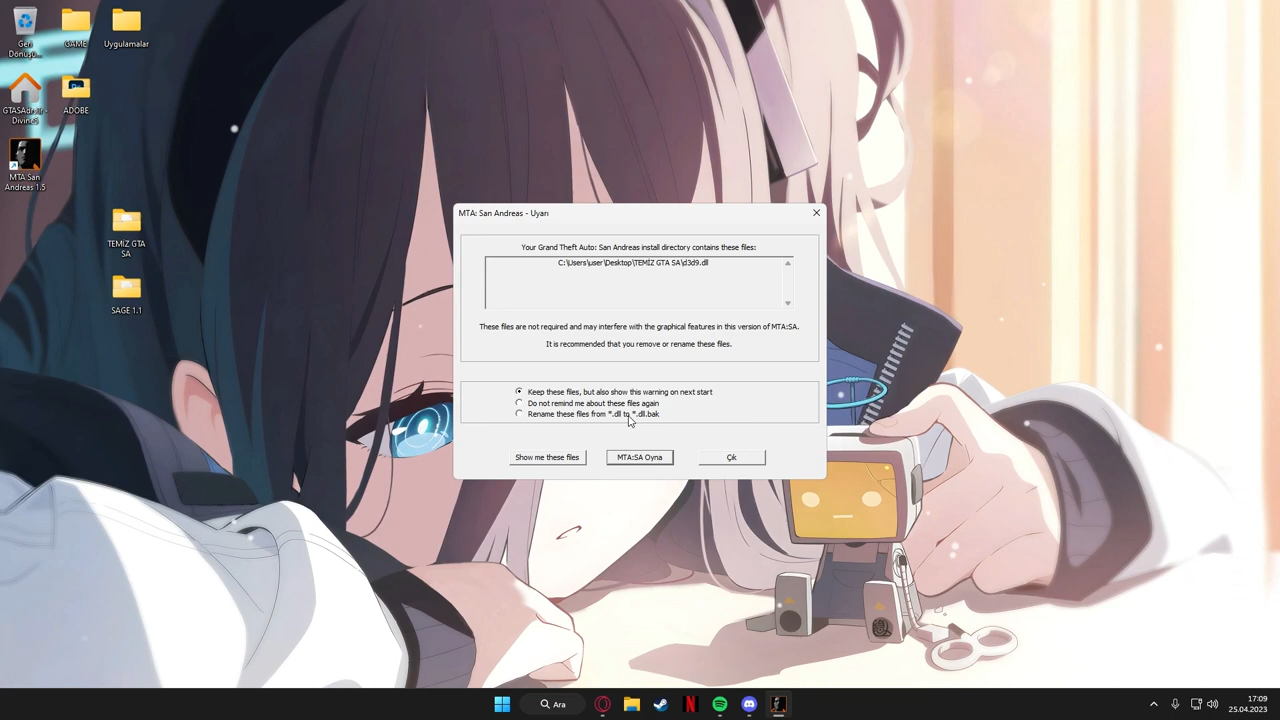 Geri
Dönüşü...
GAME
Uygulamalar
GTASAdr-ifr -
Divine$
ADOBE
MTA San
Andreas 1.5
TEMİZ GTA
SA
SAGE 1.1
MTA: San Andreas - Uyarı
Your Grand Theft Auto: San Andreas install directory contains these files:
C:\Users\user\Desktop\TEMİZ GTA SA\d3d9.dll
These files are not required and may interfere with the graphical features in this version of MTA:SA.
It is recommended that you remove or rename these files.
Keep these files, but also show this warning on next start
Do not remind me about these files again
Rename these files from *.dll to *.dll.bak
Show me these files
MTA:SA Oyna
Çık
Ara
17:09
25.04.2023